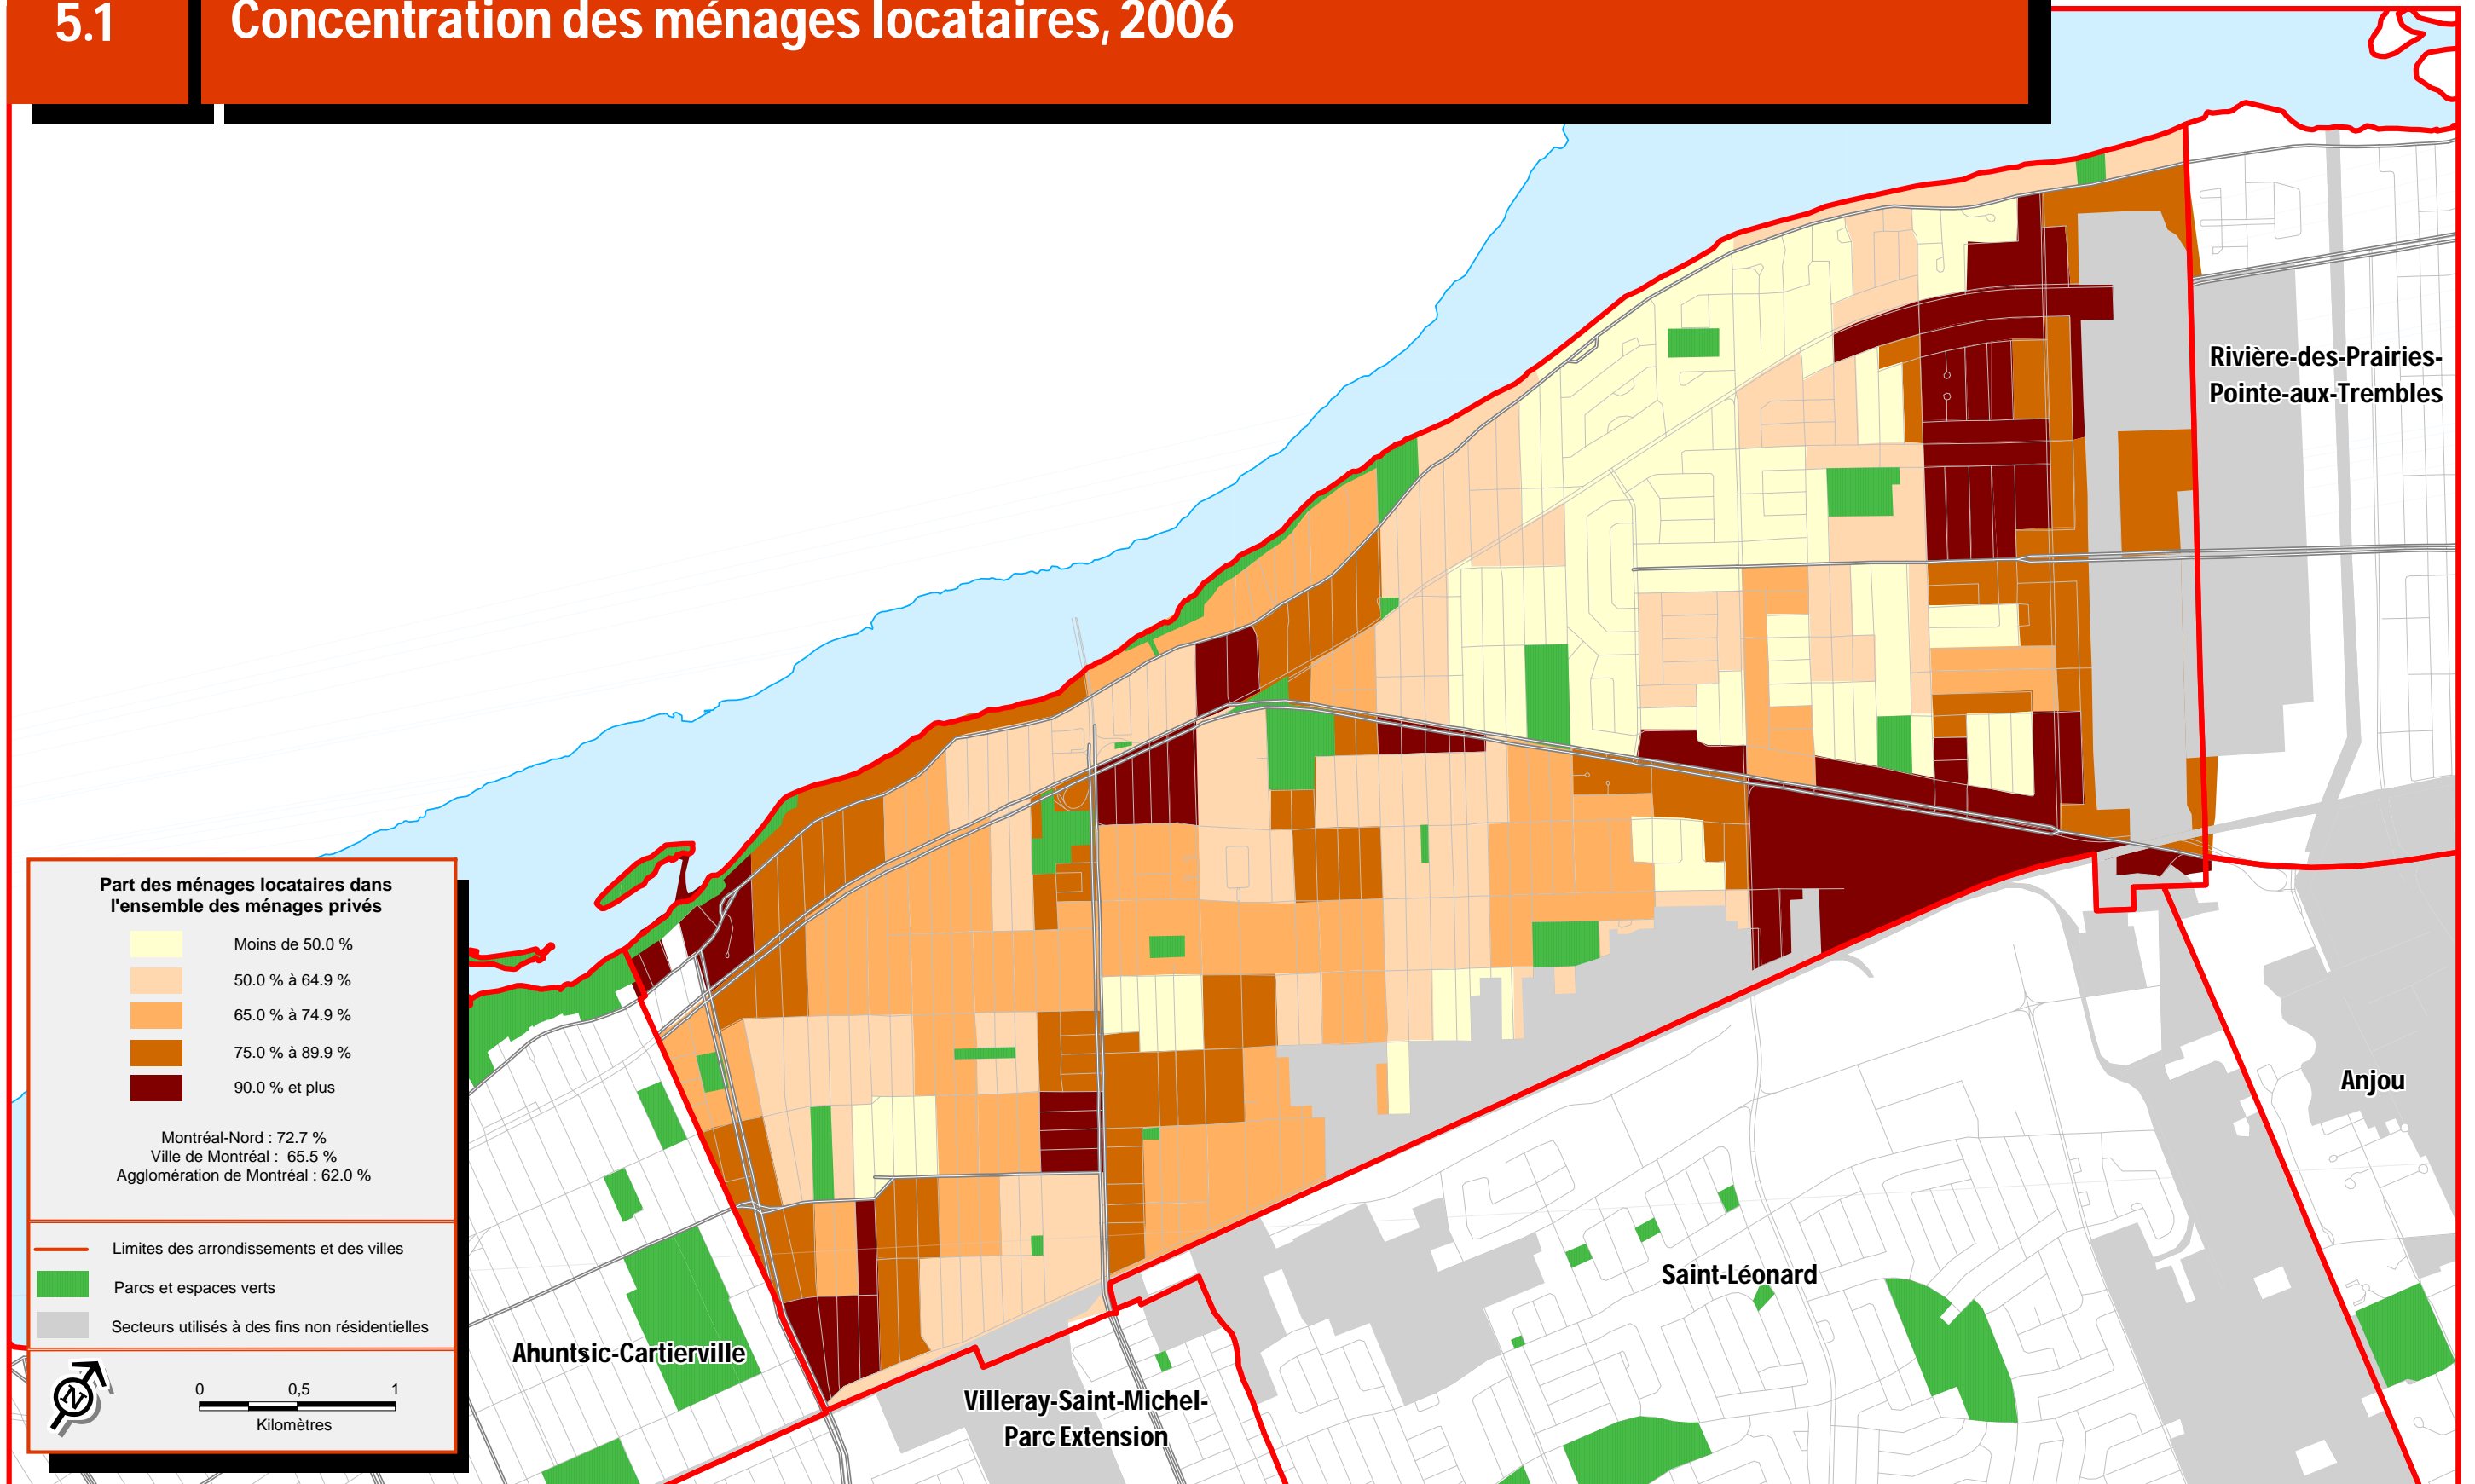 5.1
Concentration des ménages locataires, 2006
Rivière-des-Prairies-
Pointe-aux-Trembles
Part des ménages locataires dans
l'ensemble des ménages privés
Moins de 50.0 %
50.0 % à 64.9 %
65.0 % à 74.9 %
75.0 % à 89.9 %
90.0 % et plus
Montréal-Nord : 72.7 %
Ville de Montréal : 65.5 %
Agglomération de Montréal : 62.0 %
Limites des arrondissements et des villes
Parcs et espaces verts
Secteurs utilisés à des fins non résidentielles
N
0 0,5 1
Kilomètres
Anjou
Saint-Léonard
Ahuntsic-Cartierville
Villeray-Saint-Michel-
Parc Extension